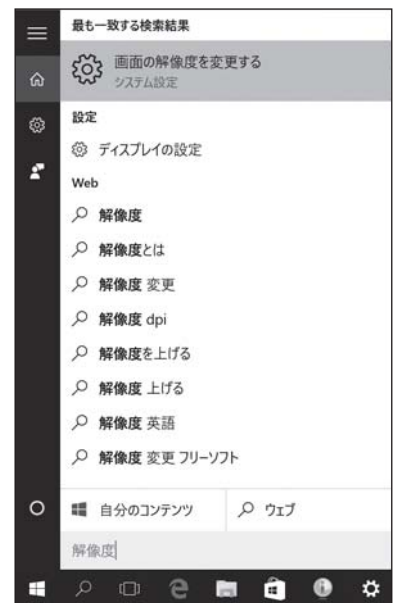 最も一致する検索結果
画面の解像度を変更する
システム設定
設定
ディスプレイの設定
Web
解像度
解像度とは
解像度 変更
解像度 dpi
解像度を上げる
解像度 上げる
解像度 英語
解像度 変更 フリーソフト
自分のコンテンツ
ウェブ
解像度